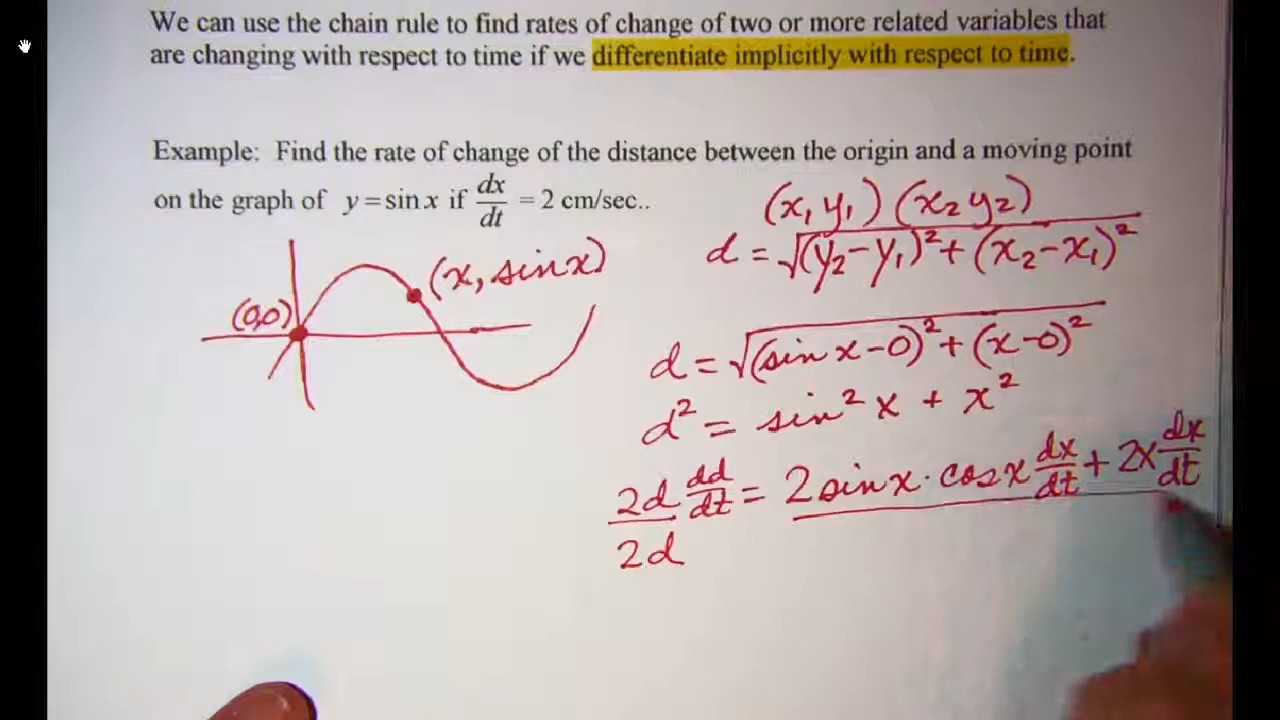 We can use the chain rule to find rates of change of two or more related variables that
are changing with respect to time if we differentiate implicitly with respect to time.
Example: Find the rate of change of the distance between the origin and a moving point
on the graph of y = sin x if dx/dt = 2 cm/sec..
(x₁ y₁) (x₂ y₂)
d = √(y₂ - y₁)² + (x₂ - x₁)²
(x, sin x)
(0,0)
d = √(sin x - 0)² + (x - 0)²
d² = sin² x + x²
2d dd/dt = 2 sin x · cos x dx/dt + 2x dx/dt
2d